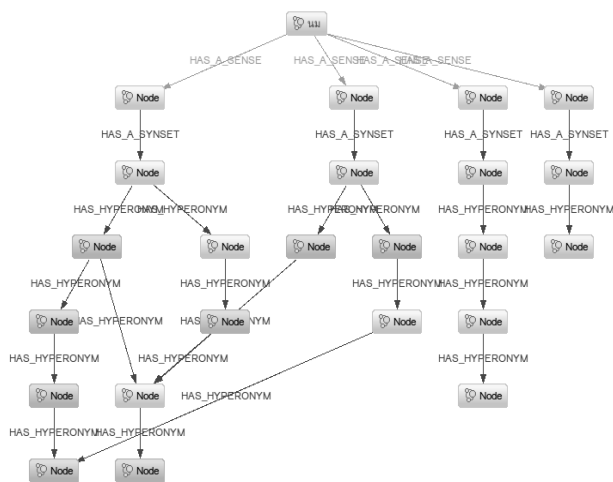 นม
HAS_A_SENSE HAS_A_SENSE HAS_A_SENSE HAS_A_SENSE
Node Node Node Node
HAS_A_SYNSET HAS_A_SYNSET HAS_A_SYNSET HAS_A_SYNSET
Node Node Node Node
HAS_HYPERONYM HAS_HYPERONYM HAS_HYPERONYM HAS_HYPERONYM HAS_HYPERONYM HAS_HYPERONYM
Node Node Node Node Node Node
HAS_HYPERONYM HAS_HYPERONYM HAS_HYPERONYM HAS_HYPERONYM
Node HAS_HYPERONYM HAS_HYPERONYM Node Node Node
HAS_HYPERONYM HAS_HYPERONYM HAS_HYPERONYM
Node Node HAS_HYPERONYM Node
HAS_HYPERONYM HAS_HYPERONYM
Node Node